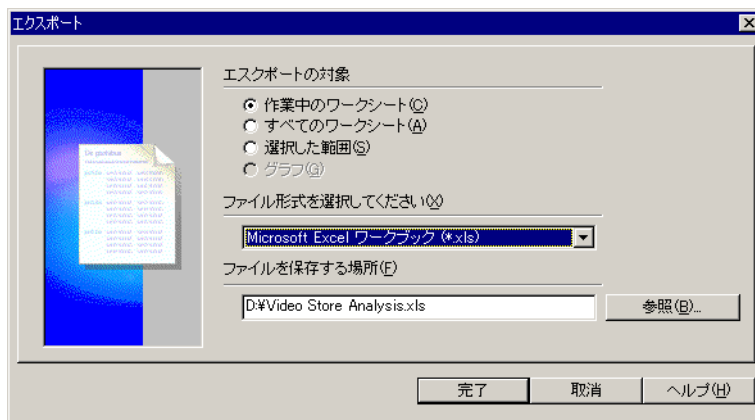 エクスポート
エスクポートの対象
作業中のワークシート(C)
すべてのワークシート(A)
選択した範囲(S)
グラフ(G)
ファイル形式を選択してください(X)
Microsoft Excel ワークブック (*.xls)
ファイルを保存する場所(F)
D:¥Video Store Analysis.xls
参照(B)...
完了
取消
ヘルプ(H)